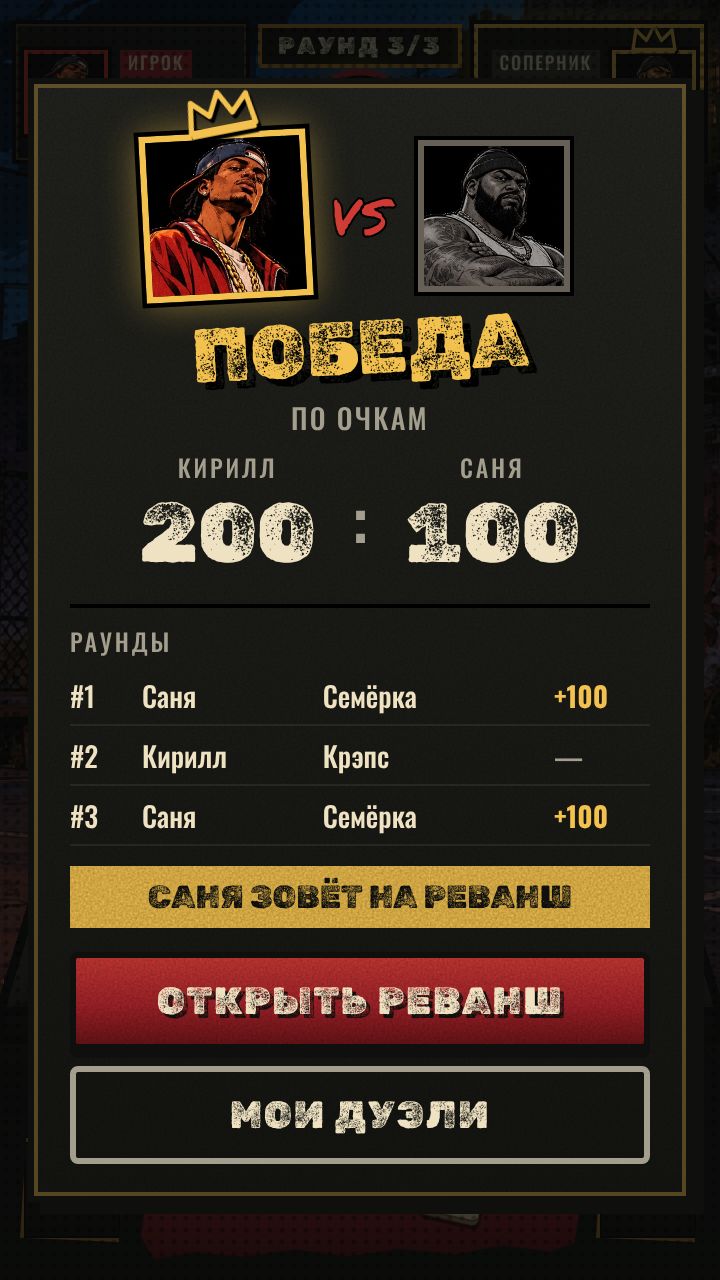 РАУНД 3/3
ИГРОК
СОПЕРНИК
VS
ПОБЕДА
ПО ОЧКАМ
КИРИЛЛ
САНЯ
200 : 100
РАУНДЫ
#1 Саня Семёрка +100
#2 Кирилл Крэпс —
#3 Саня Семёрка +100
САНЯ ЗОВЁТ НА РЕВАНШ
ОТКРЫТЬ РЕВАНШ
МОИ ДУЭЛИ